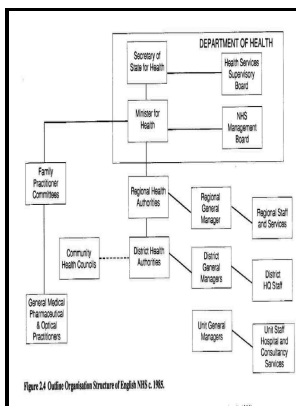 DEPARTMENT OF HEALTH
Secretary
of State for Health
Health Services
Supervisory
Board
Minister for
Health
NHS
Management
Board
Family
Practitioner
Committees
Regional Health
Authorities
Regional
General
Manager
Regional Staff
and Services
Community
Health Councils
District Health
Authorities
District
General
Managers
District
HQ Staff
General Medical
Pharmaceutical
& Optical
Practitioners
Unit General
Managers
Unit Staff
Hospital and
Consultancy
Services
Figure 2.4 Outline Organisation Structure of English NHS c. 1985.